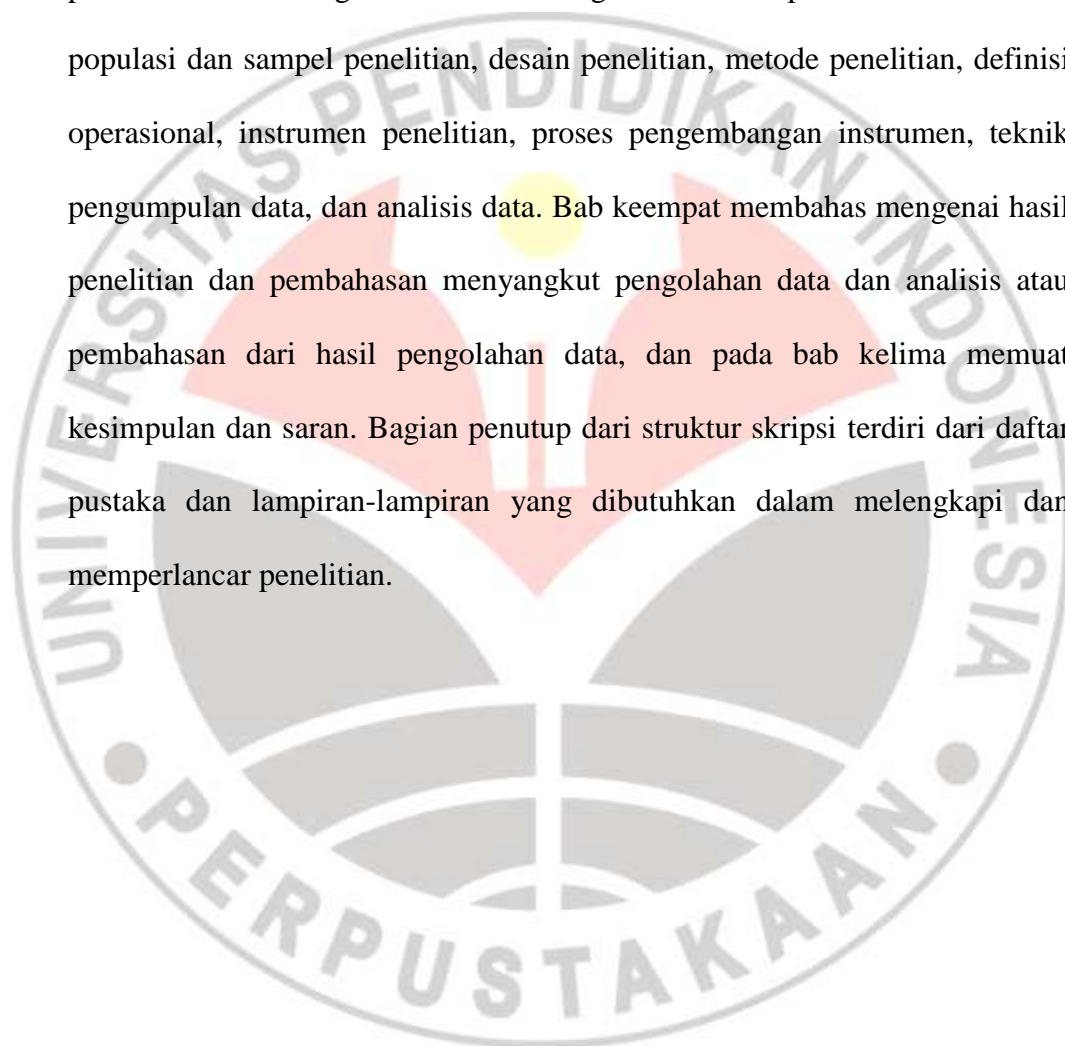 populasi dan sampel penelitian, desain penelitian, metode penelitian, definisi
operasional, instrumen penelitian, proses pengembangan instrumen, teknik
pengumpulan data, dan analisis data. Bab keempat membahas mengenai hasil
penelitian dan pembahasan menyangkut pengolahan data dan analisis atau
pembahasan dari hasil pengolahan data, dan pada bab kelima memuat
kesimpulan dan saran. Bagian penutup dari struktur skripsi terdiri dari daftar
pustaka dan lampiran-lampiran yang dibutuhkan dalam melengkapi dan
memperlancar penelitian.
UNIVERSITAS PENDIDIKAN INDONESIA
PERPUSTAKAAN